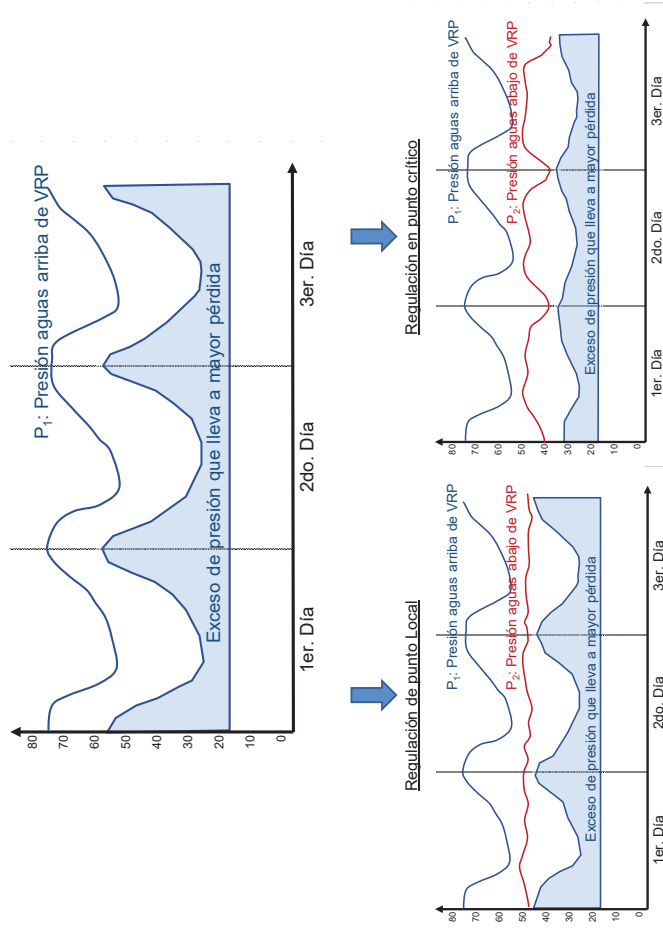 80
70
60
50
40
30
20
10
0
P₁: Presión aguas arriba de VRP
Exceso de presión que lleva a mayor pérdida
1er. Día
2do. Día
3er. Día
Regulación de punto Local
80
70
60
50
40
30
20
10
0
P₁: Presión aguas arriba de VRP
P₂: Presión aguas abajo de VRP
Exceso de presión que lleva a mayor pérdida
1er. Día
2do. Día
3er. Día
Regulación en punto crítico
80
70
60
50
40
30
20
10
0
P₁: Presión aguas arriba de VRP
P₂: Presión aguas abajo de VRP
Exceso de presión que lleva a mayor pérdida
1er. Día
2do. Día
3er. Día